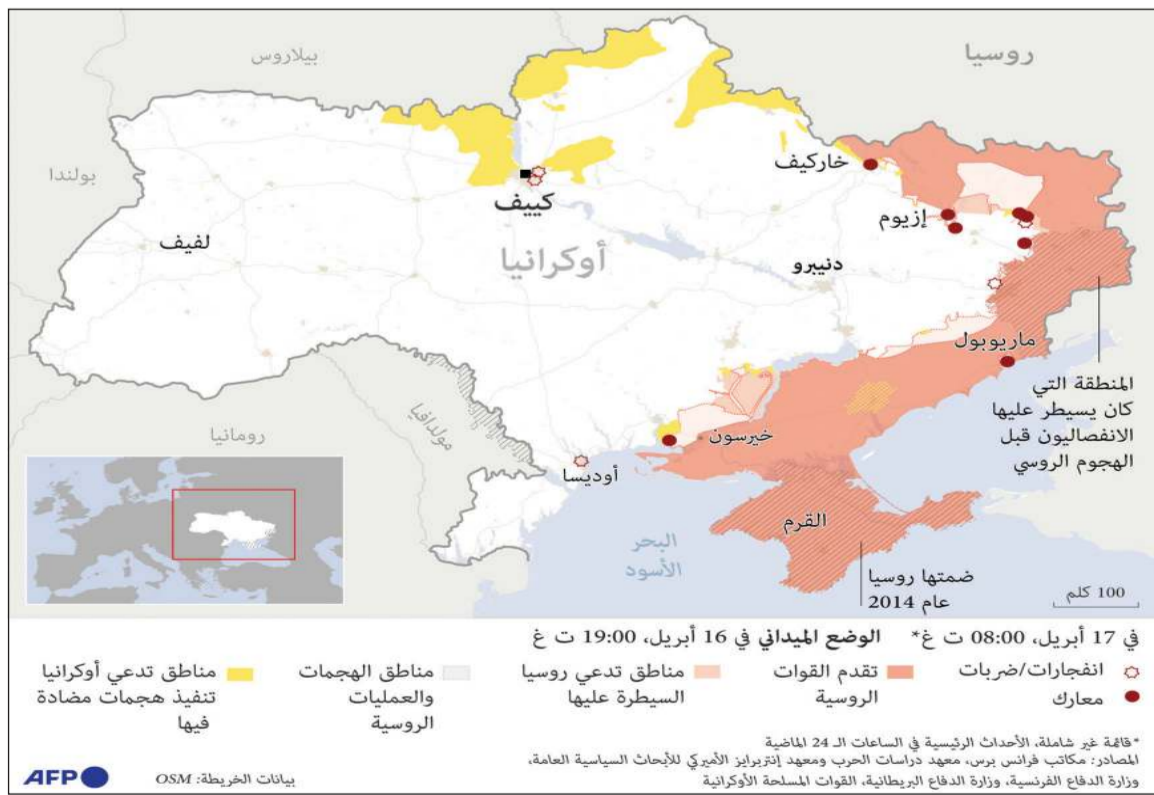 روسيا
بيلاروس
بولندا
خاركيف
كييف
إزيوم
لفيف
أوكرانيا
دنيبرو
ماريوبول
المنطقة التي
كان يسيطر عليها
الانفصاليون قبل
الهجوم الروسي
مولدافيا
رومانيا
خيرسون
أوديسا
القرم
البحر
الأسود
ضمتها روسيا
عام 2014
100 كلم
في 17 أبريل، 08:00 ت غ* الوضع الميداني في 16 أبريل، 19:00 ت غ
انفجارات/ضربات
معارك
تقدم القوات
الروسية
مناطق تدعي روسيا
السيطرة عليها
مناطق الهجمات
والعمليات
الروسية
مناطق تدعي أوكرانيا
تنفيذ هجمات مضادة
فيها
*قائمة غير شاملة، الأحداث الرئيسية في الساعات الـ 24 الماضية
المصادر: مكاتب فرانس برس، معهد دراسات الحرب ومعهد إنتربرايز الأميركي للأبحاث السياسية العامة،
وزارة الدفاع الفرنسية، وزارة الدفاع البريطانية، القوات المسلحة الأوكرانية
بيانات الخريطة: OSM
AFP